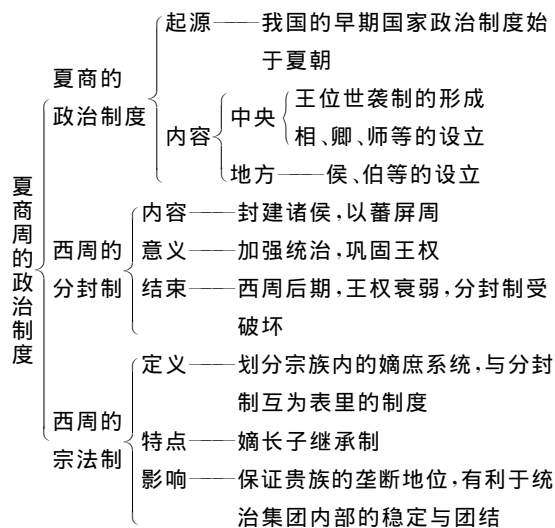 夏商周的政治制度
夏商的
政治制度
起源——我国的早期国家政治制度始
于夏朝
内容
中央
王位世袭制的形成
相、卿、师等的设立
地方——侯、伯等的设立
西周的
分封制
内容——封建诸侯,以蕃屏周
意义——加强统治,巩固王权
结束——西周后期,王权衰弱,分封制受
破坏
西周的
宗法制
定义——划分宗族内的嫡庶系统,与分封
制互为表里的制度
特点——嫡长子继承制
影响——保证贵族的垄断地位,有利于统
治集团内部的稳定与团结